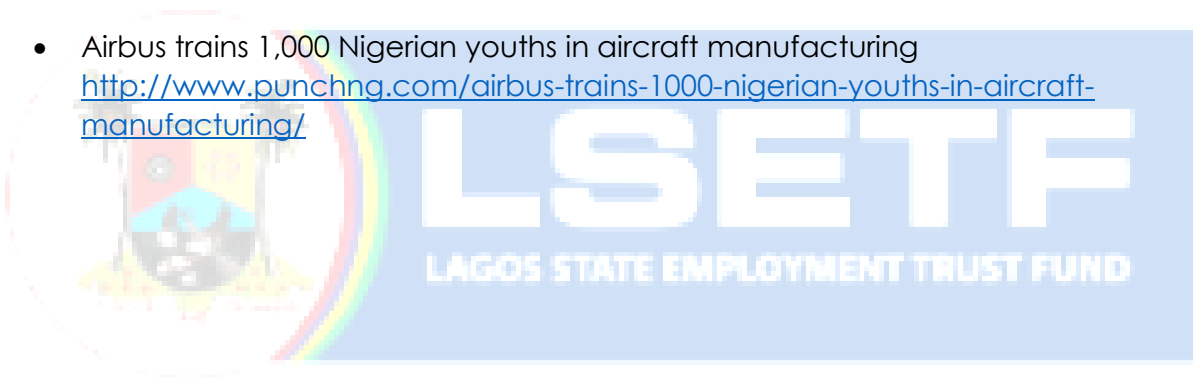 • Airbus trains 1,000 Nigerian youths in aircraft manufacturing
http://www.punchng.com/airbus-trains-1000-nigerian-youths-in-aircraft-
manufacturing/
LSETF
LAGOS STATE EMPLOYMENT TRUST FUND